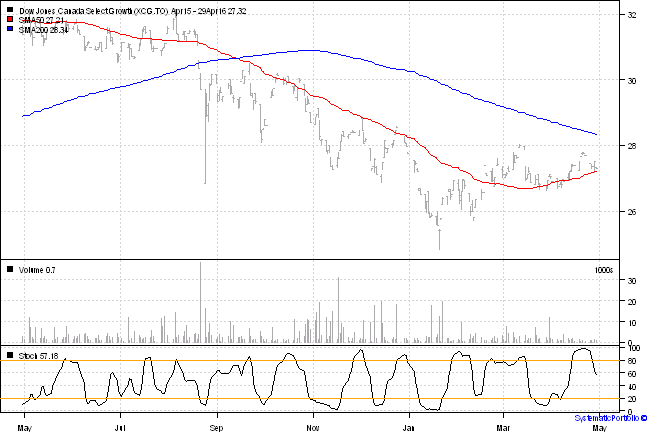 Dow Jones Canada Select Growth (XCG.TO) Apr15 - 29Apr16 27.32
SMA50 27.21
SMA200 28.34
32
30
28
26
Volume 0.7
1000s
30
20
10
0
Stoch 57.18
100
80
60
40
20
0
May Jul Sep Nov Jan Mar May
SystematicPortfolio ©